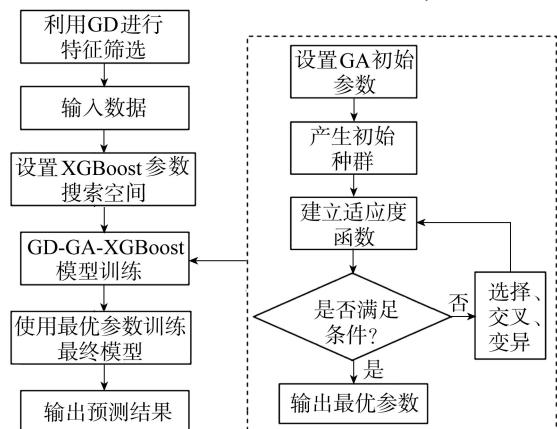 利用GD进行
特征筛选
输入数据
设置XGBoost参数
搜索空间
GD-GA-XGBoost
模型训练
使用最优参数训练
最终模型
输出预测结果
设置GA初始
参数
产生初始
种群
建立适应度
函数
是否满足
条件?
否
选择、
交叉、
变异
是
输出最优参数